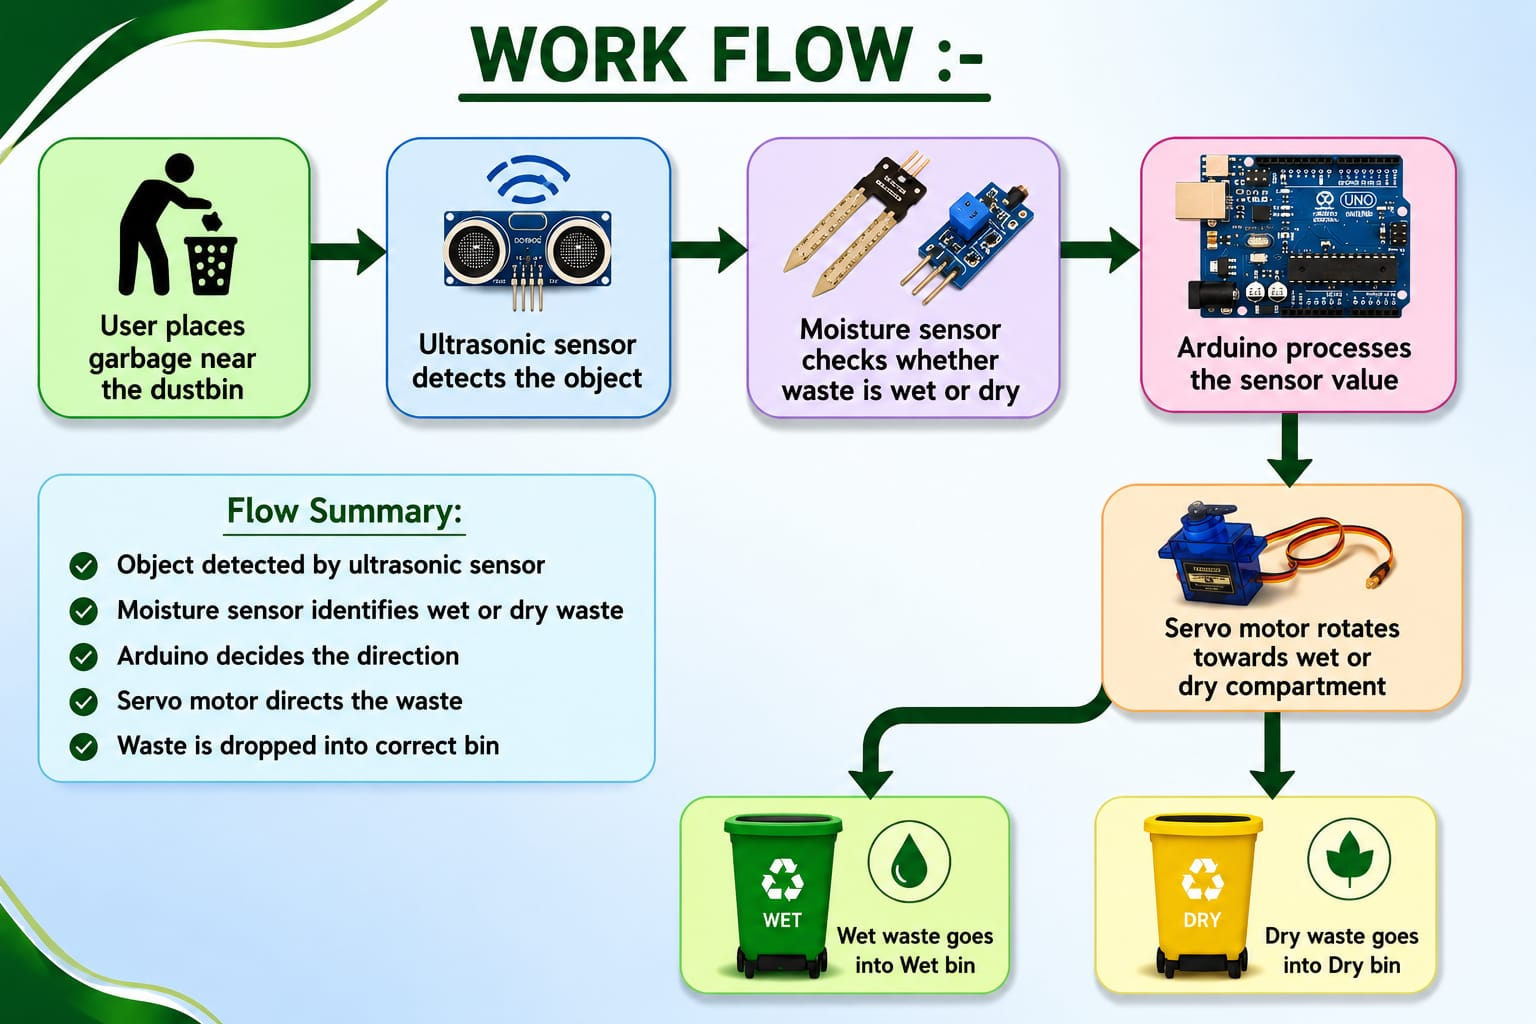 WORK FLOW :-
User places
garbage near
the dustbin
Ultrasonic sensor
detects the object
Moisture sensor
checks whether
waste is wet or dry
UNO
Arduino processes
the sensor value
Flow Summary:
Object detected by ultrasonic sensor
Moisture sensor identifies wet or dry waste
Arduino decides the direction
Servo motor directs the waste
Waste is dropped into correct bin
Servo motor rotates
towards wet or
dry compartment
WET
Wet waste goes
into Wet bin
DRY
Dry waste goes
into Dry bin